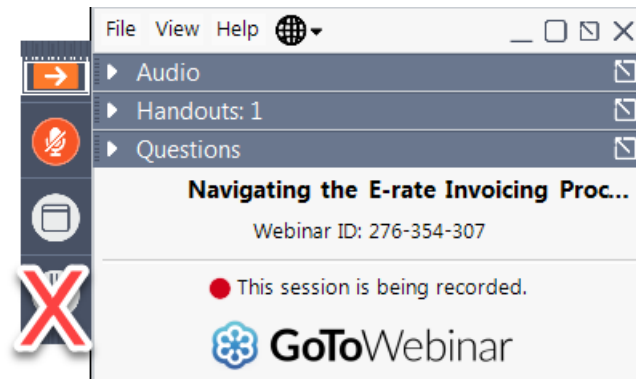 File View Help
Audio
Handouts: 1
Questions
Navigating the E-rate Invoicing Proc...
Webinar ID: 276-354-307
This session is being recorded.
GoToWebinar